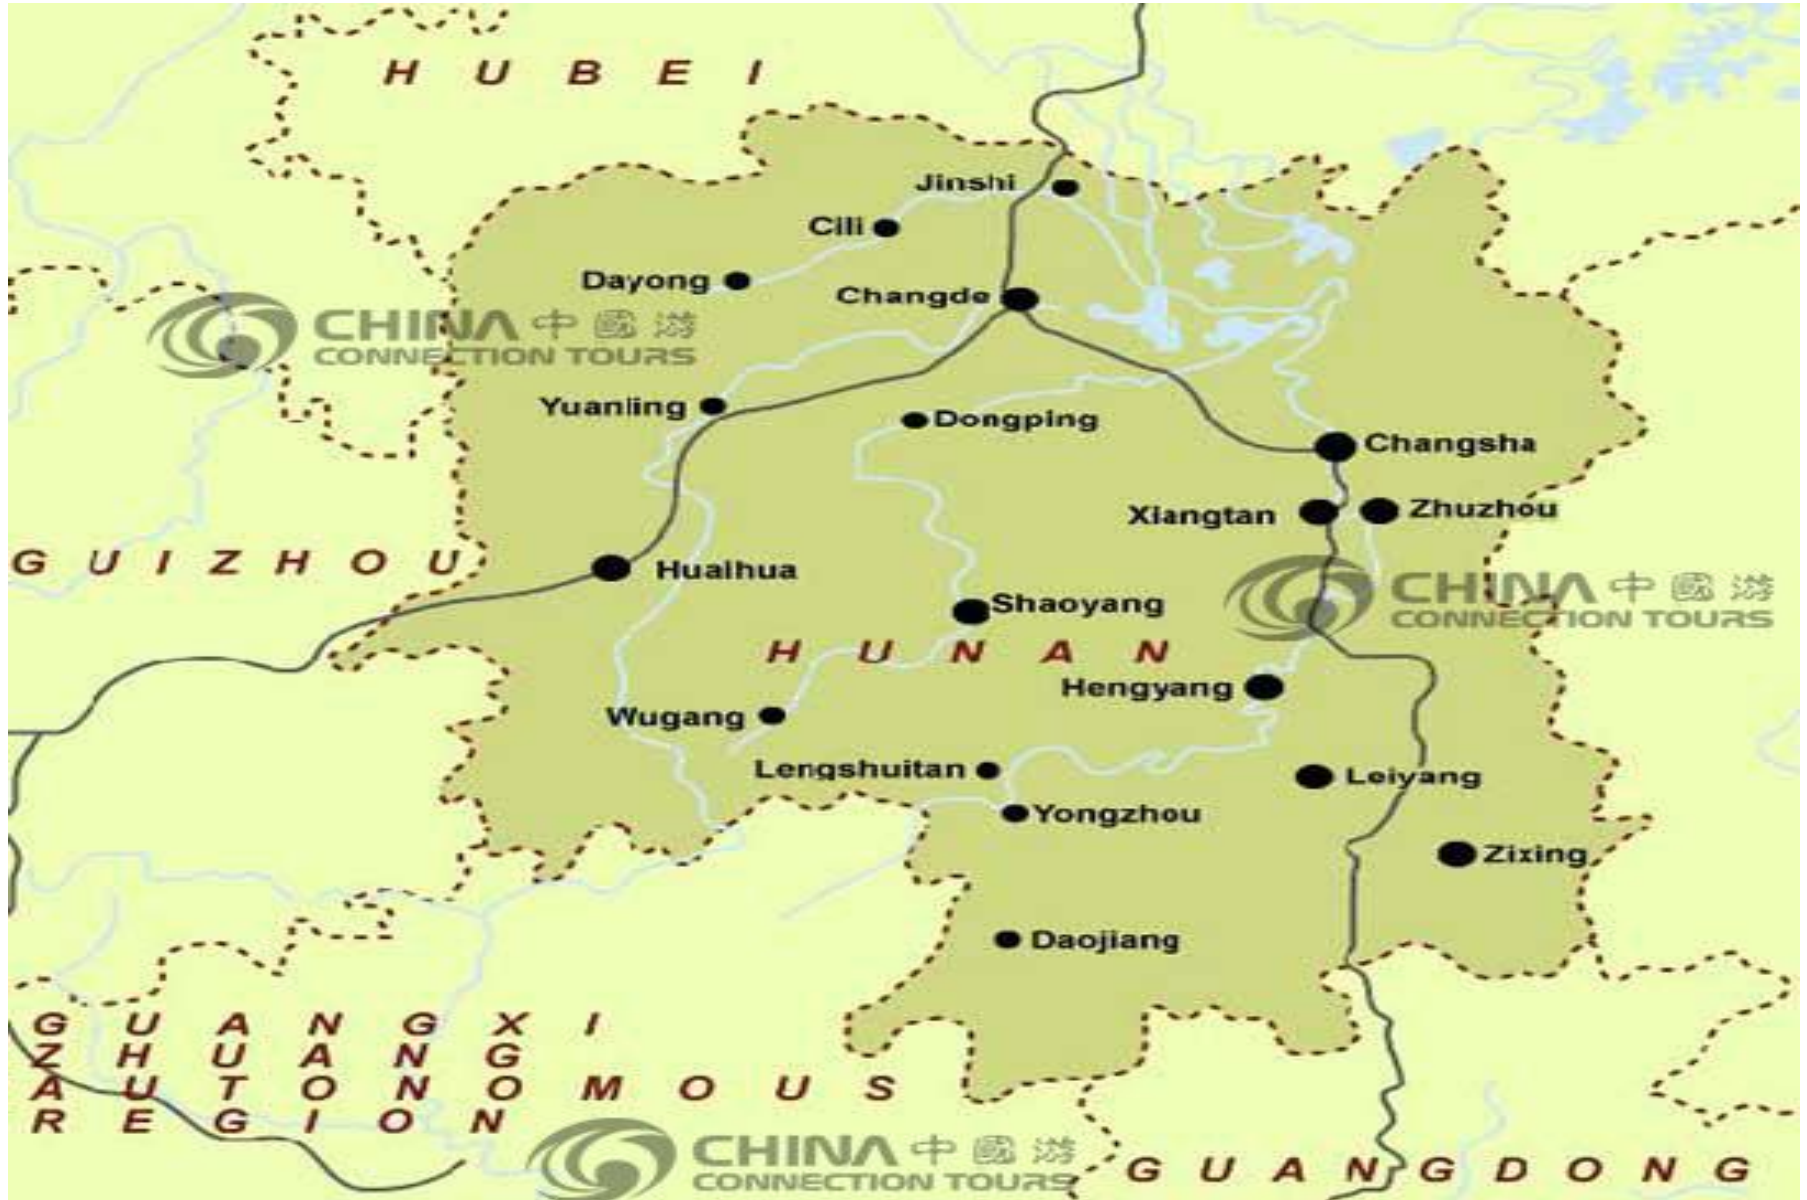 HUBEI
Jinshi
Cili
Dayong
Changde
CHINA 中國游
CONNECTION TOURS
Yuanling
Dongping
Changsha
Xiangtan
Zhuzhou
GUIZHOU
Huaihua
CHINA 中國游
CONNECTION TOURS
Shaoyang
HUNAN
Hengyang
Wugang
Lengshuitan
Leiyang
Yongzhou
Zixing
Daojiang
GUANGXI
ZHUANG
AUTONOMOUS
REGION
CHINA 中國游
CONNECTION TOURS
GUANGDONG